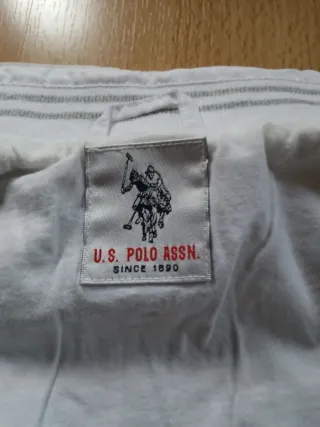 U.S. POLO ASSN.
SINCE 1890